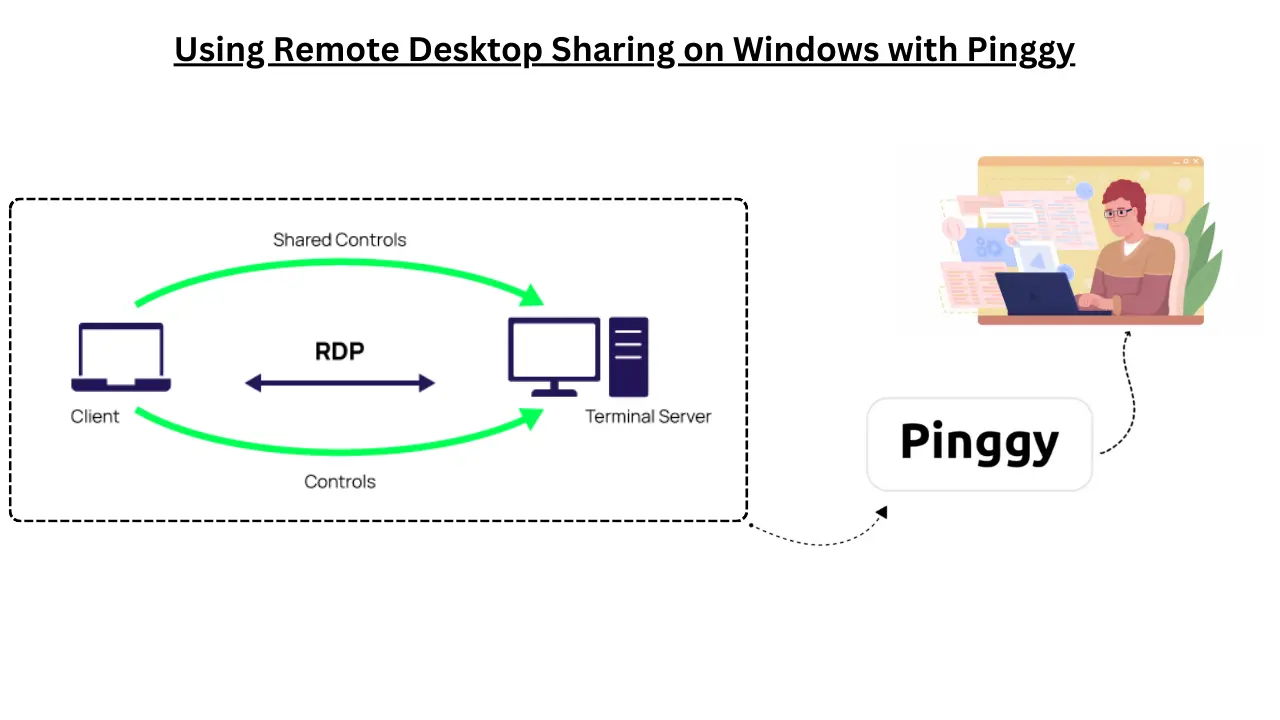 Using Remote Desktop Sharing on Windows with Pinggy
Shared Controls
RDP
Client
Terminal Server
Controls
Pinggy